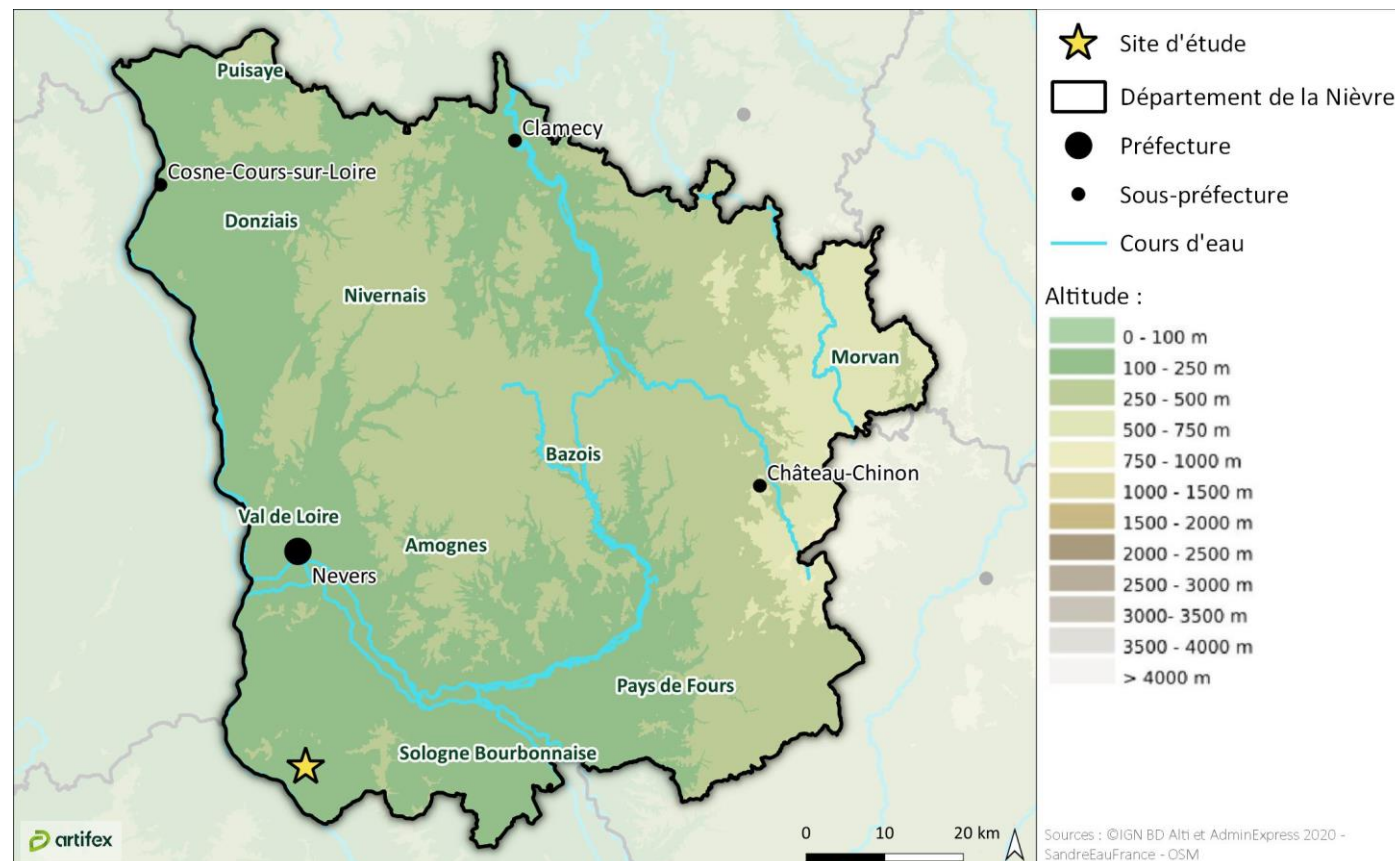 Puisaye
Clamecy
Cosne-Cours-sur-Loire
Donziais
Nivernais
Morvan
Bazois
Château-Chinon
Val de Loire
Amognes
Nevers
Pays de Fours
Sologne Bourbonnaise
artifex
0 10 20 km
Site d'étude
Département de la Nièvre
Préfecture
Sous-préfecture
Cours d'eau
Altitude :
0 - 100 m
100 - 250 m
250 - 500 m
500 - 750 m
750 - 1000 m
1000 - 1500 m
1500 - 2000 m
2000 - 2500 m
2500 - 3000 m
3000- 3500 m
3500 - 4000 m
> 4000 m
Sources : ©IGN BD Alti et AdminExpress 2020 -
SandreEauFrance - OSM